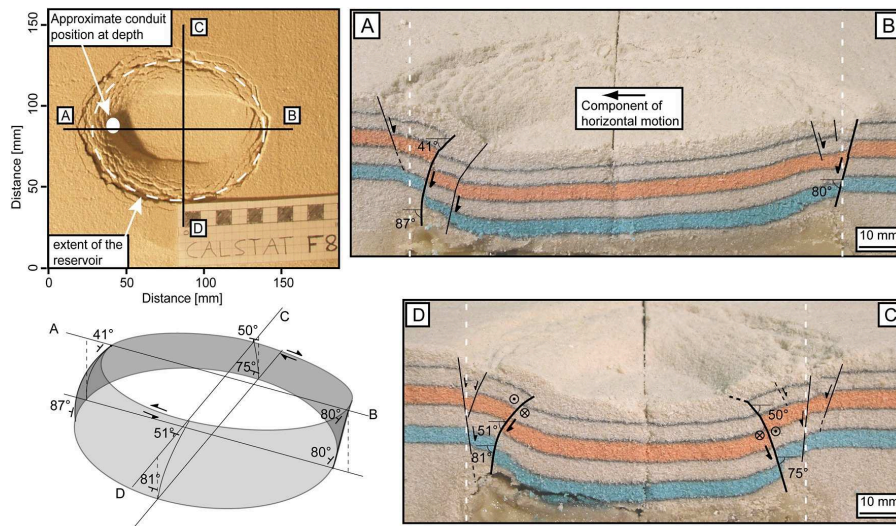 150
100
50
0
Distance [mm]
0
50
100
150
Distance [mm]
Approximate conduit
position at depth
C
A
B
D
extent of the
reservoir
CALSTAT F8
A
B
Component of
horizontal motion
41°
87°
80°
10 mm
A
41°
50°
C
75°
87°
51°
80°
B
80°
81°
D
D
C
51°
81°
50°
75°
10 mm